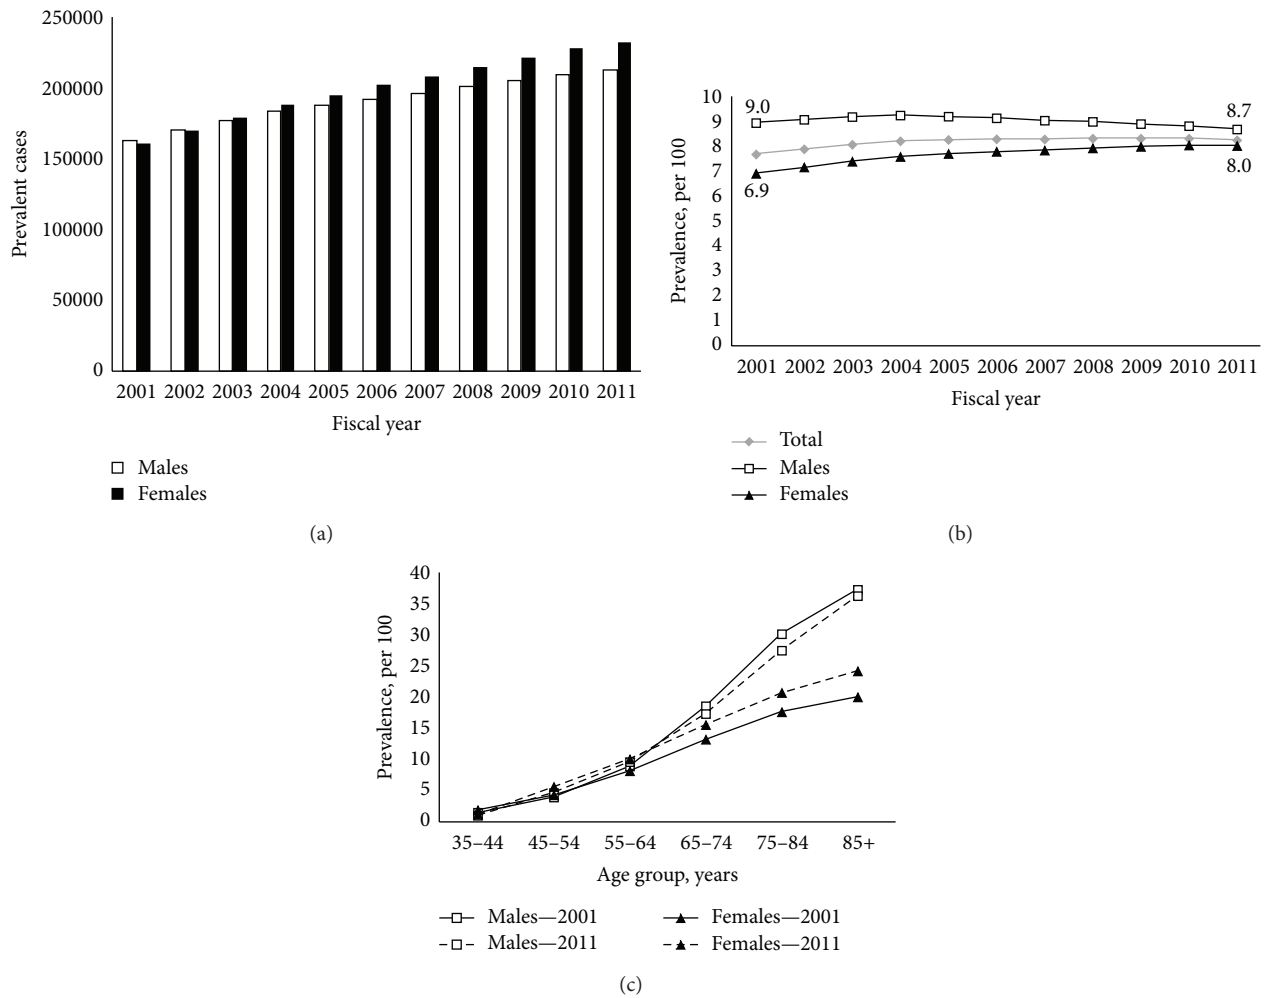 250000
200000
150000
100000
50000
0
Prevalent cases
2001 2002 2003 2004 2005 2006 2007 2008 2009 2010 2011
Fiscal year
Males
Females
(a)
10
9
8
7
6
5
4
3
2
1
0
Prevalence, per 100
9.0
8.7
6.9
8.0
2001 2002 2003 2004 2005 2006 2007 2008 2009 2010 2011
Fiscal year
Total
Males
Females
(b)
40
35
30
25
20
15
10
5
0
Prevalence, per 100
35–44 45–54 55–64 65–74 75–84 85+
Age group, years
Males—2001 Females—2001
Males—2011 Females—2011
(c)